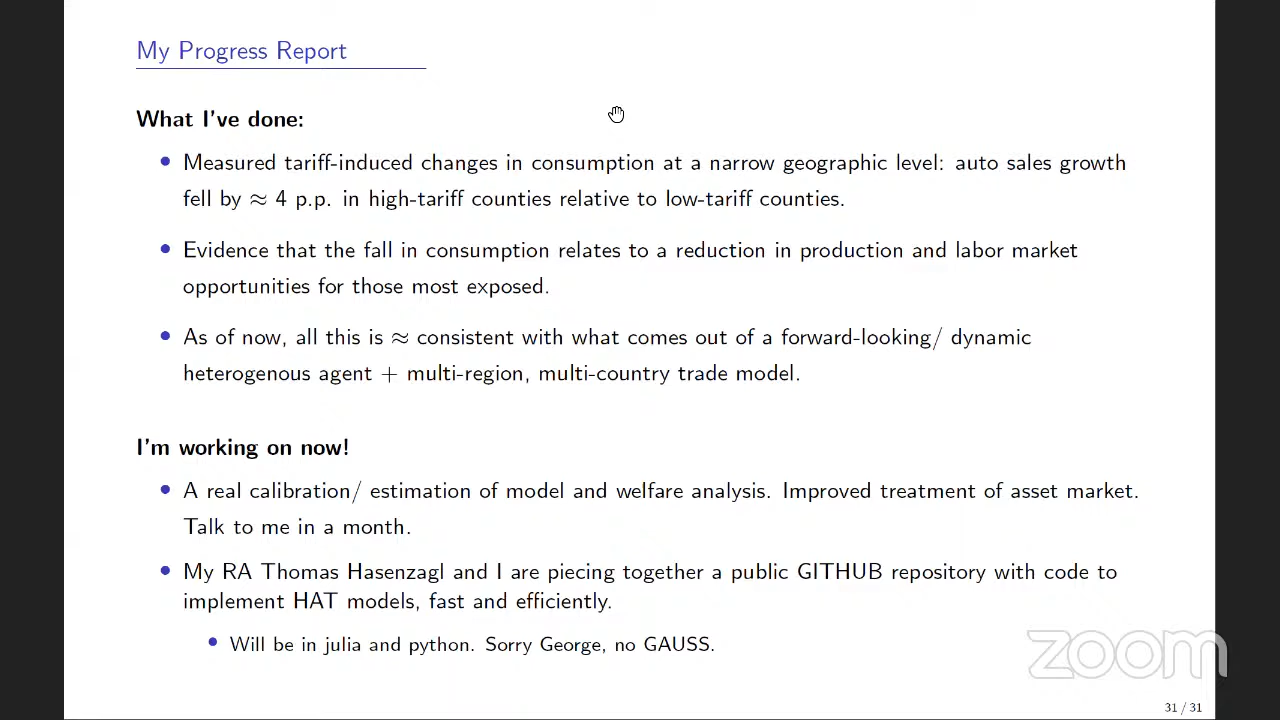 My Progress Report
What I've done:
Measured tariff-induced changes in consumption at a narrow geographic level: auto sales growth
fell by ≈ 4 p.p. in high-tariff counties relative to low-tariff counties.
Evidence that the fall in consumption relates to a reduction in production and labor market
opportunities for those most exposed.
As of now, all this is ≈ consistent with what comes out of a forward-looking/ dynamic
heterogenous agent + multi-region, multi-country trade model.
I'm working on now!
A real calibration/ estimation of model and welfare analysis. Improved treatment of asset market.
Talk to me in a month.
My RA Thomas Hasenzagl and I are piecing together a public GITHUB repository with code to
implement HAT models, fast and efficiently.
Will be in julia and python. Sorry George, no GAUSS.
zoom
31 / 31